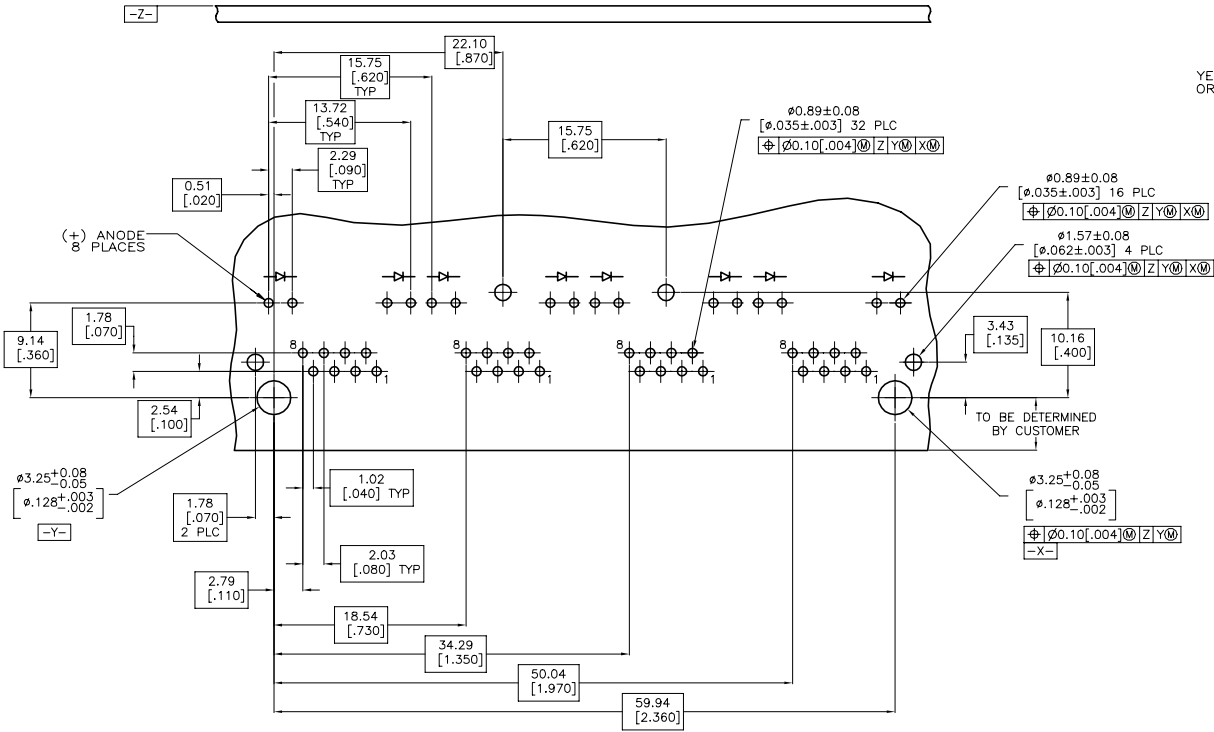 -Z-
22.10
[.870]
15.75
[.620]
TYP
13.72
[.540]
TYP
2.29
[.090]
TYP
0.51
[.020]
15.75
[.620]
YE
OR
ø0.89±0.08
[ø.035±.003] 32 PLC
⌖ Ø0.10[.004]Ⓜ Z YⓂ XⓂ
ø0.89±0.08
[ø.035±.003] 16 PLC
⌖ Ø0.10[.004]Ⓜ Z YⓂ XⓂ
ø1.57±0.08
[ø.062±.003] 4 PLC
⌖ Ø0.10[.004]Ⓜ Z YⓂ XⓂ
(+) ANODE
8 PLACES
9.14
[.360]
1.78
[.070]
2.54
[.100]
8
1
8
1
8
1
8
1
3.43
[.135]
10.16
[.400]
TO BE DETERMINED
BY CUSTOMER
ø3.25+0.08
-0.05
[ø.128+.003
-.002]
-Y-
1.78
[.070]
2 PLC
1.02
[.040] TYP
2.03
[.080] TYP
2.79
[.110]
18.54
[.730]
34.29
[1.350]
50.04
[1.970]
59.94
[2.360]
ø3.25+0.08
-0.05
[ø.128+.003
-.002]
⌖ Ø0.10[.004]Ⓜ Z YⓂ
-X-